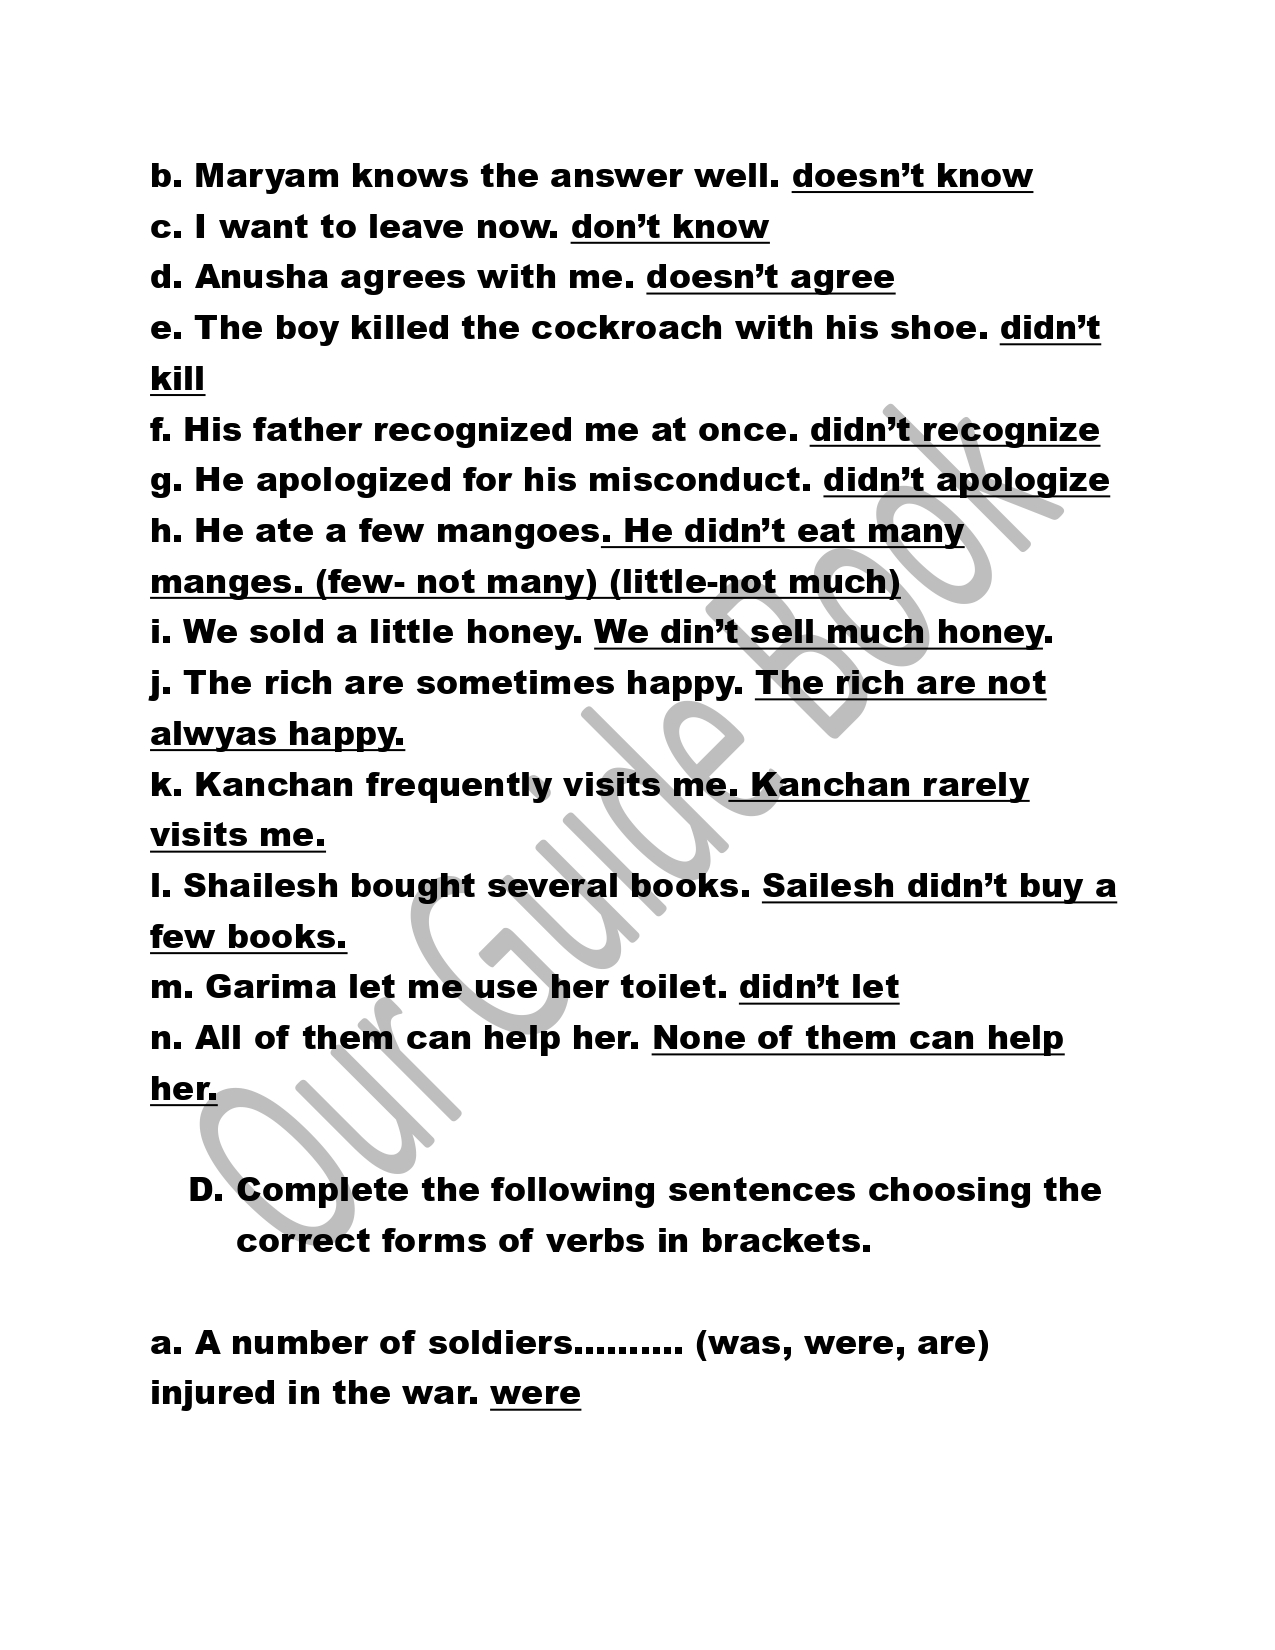 b. Maryam knows the answer well. doesn’t know
c. I want to leave now. don’t know
d. Anusha agrees with me. doesn’t agree
e. The boy killed the cockroach with his shoe. didn’t
kill
f. His father recognized me at once. didn’t recognize
g. He apologized for his misconduct. didn’t apologize
h. He ate a few mangoes. He didn’t eat many
manges. (few- not many) (little-not much)
i. We sold a little honey. We din’t sell much honey.
j. The rich are sometimes happy. The rich are not
alwyas happy.
k. Kanchan frequently visits me. Kanchan rarely
visits me.
l. Shailesh bought several books. Sailesh didn’t buy a
few books.
m. Garima let me use her toilet. didn’t let
n. All of them can help her. None of them can help
her.
D. Complete the following sentences choosing the
correct forms of verbs in brackets.
a. A number of soldiers………. (was, were, are)
injured in the war. were
Our Guide Book